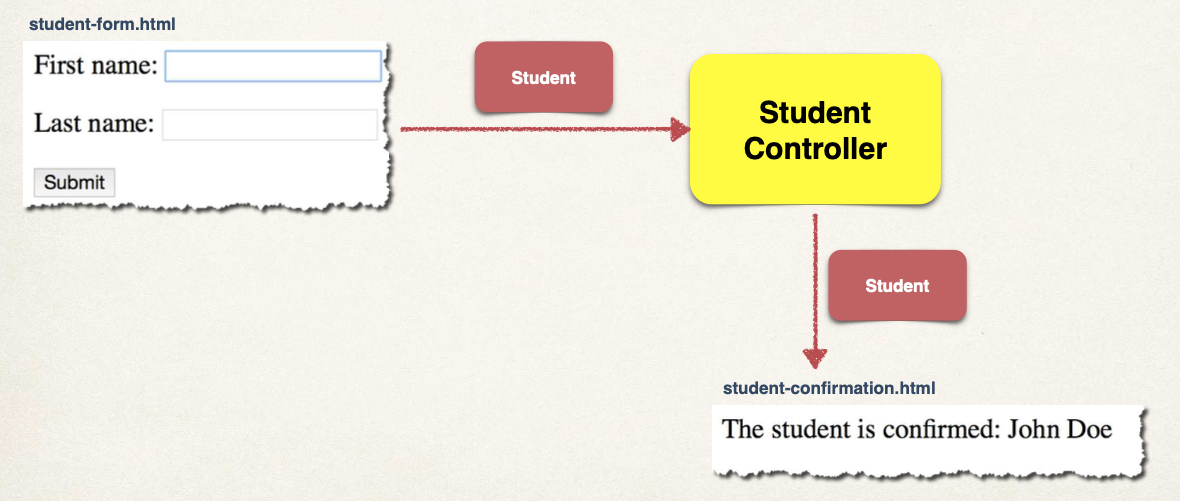 student-form.html
First name:
Student
Student
Controller
Last name:
Submit
Student
student-confirmation.html
The student is confirmed: John Doe